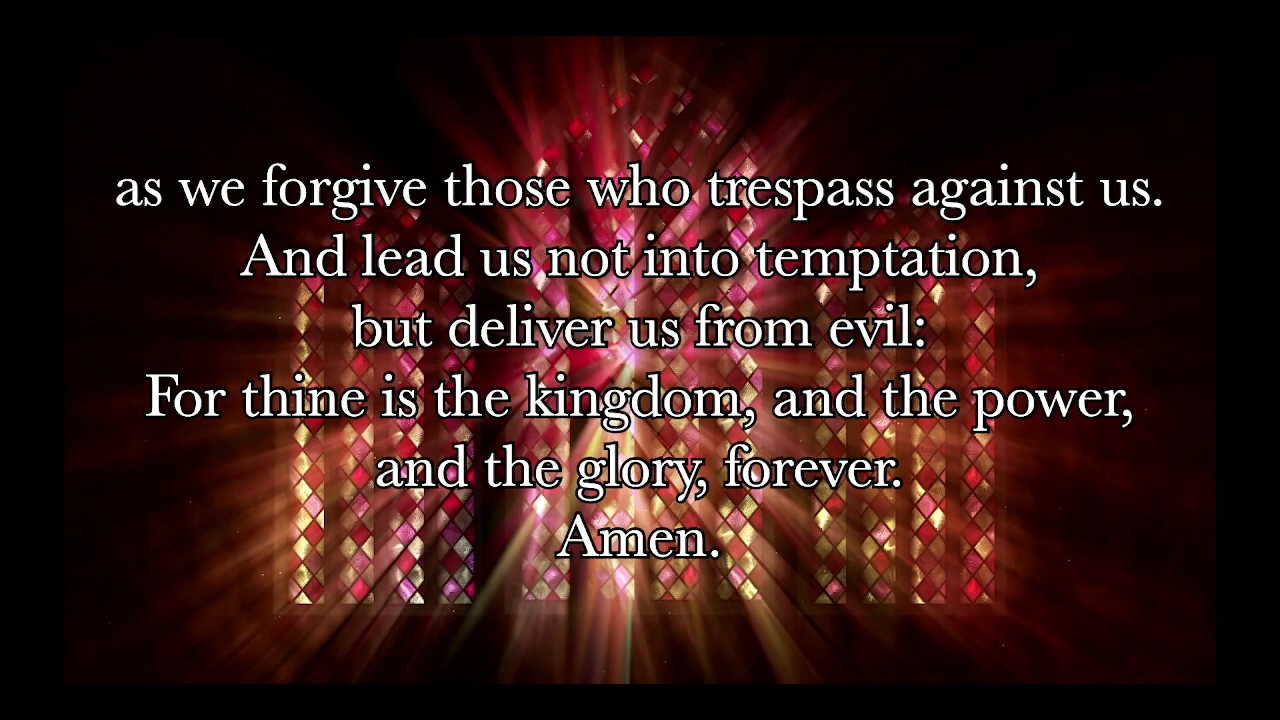 as we forgive those who trespass against us.
And lead us not into temptation,
but deliver us from evil:
For thine is the kingdom, and the power,
and the glory, forever.
Amen.